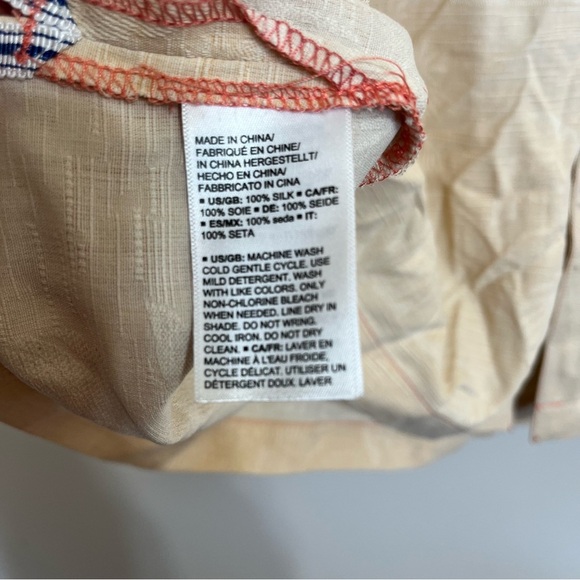 MADE IN CHINA/
FABRIQUÉ EN CHINE/
IN CHINA HERGESTELLT/
HECHO EN CHINA/
FABBRICATO IN CINA
▪ US/GB: 100% SILK ▪ CA/FR:
100% SOIE ▪ DE: 100% SEIDE
▪ ES/MX: 100% seda ▪ IT:
100% SETA
▪ US/GB: MACHINE WASH
COLD GENTLE CYCLE. USE
MILD DETERGENT. WASH
WITH LIKE COLORS. ONLY
NON-CHLORINE BLEACH
WHEN NEEDED. LINE DRY IN
SHADE. DO NOT WRING.
COOL IRON. DO NOT DRY
CLEAN. ▪ CA/FR: LAVER EN
MACHINE À L'EAU FROIDE,
CYCLE DÉLICAT. UTILISER UN
DÉTERGENT DOUX. LAVER